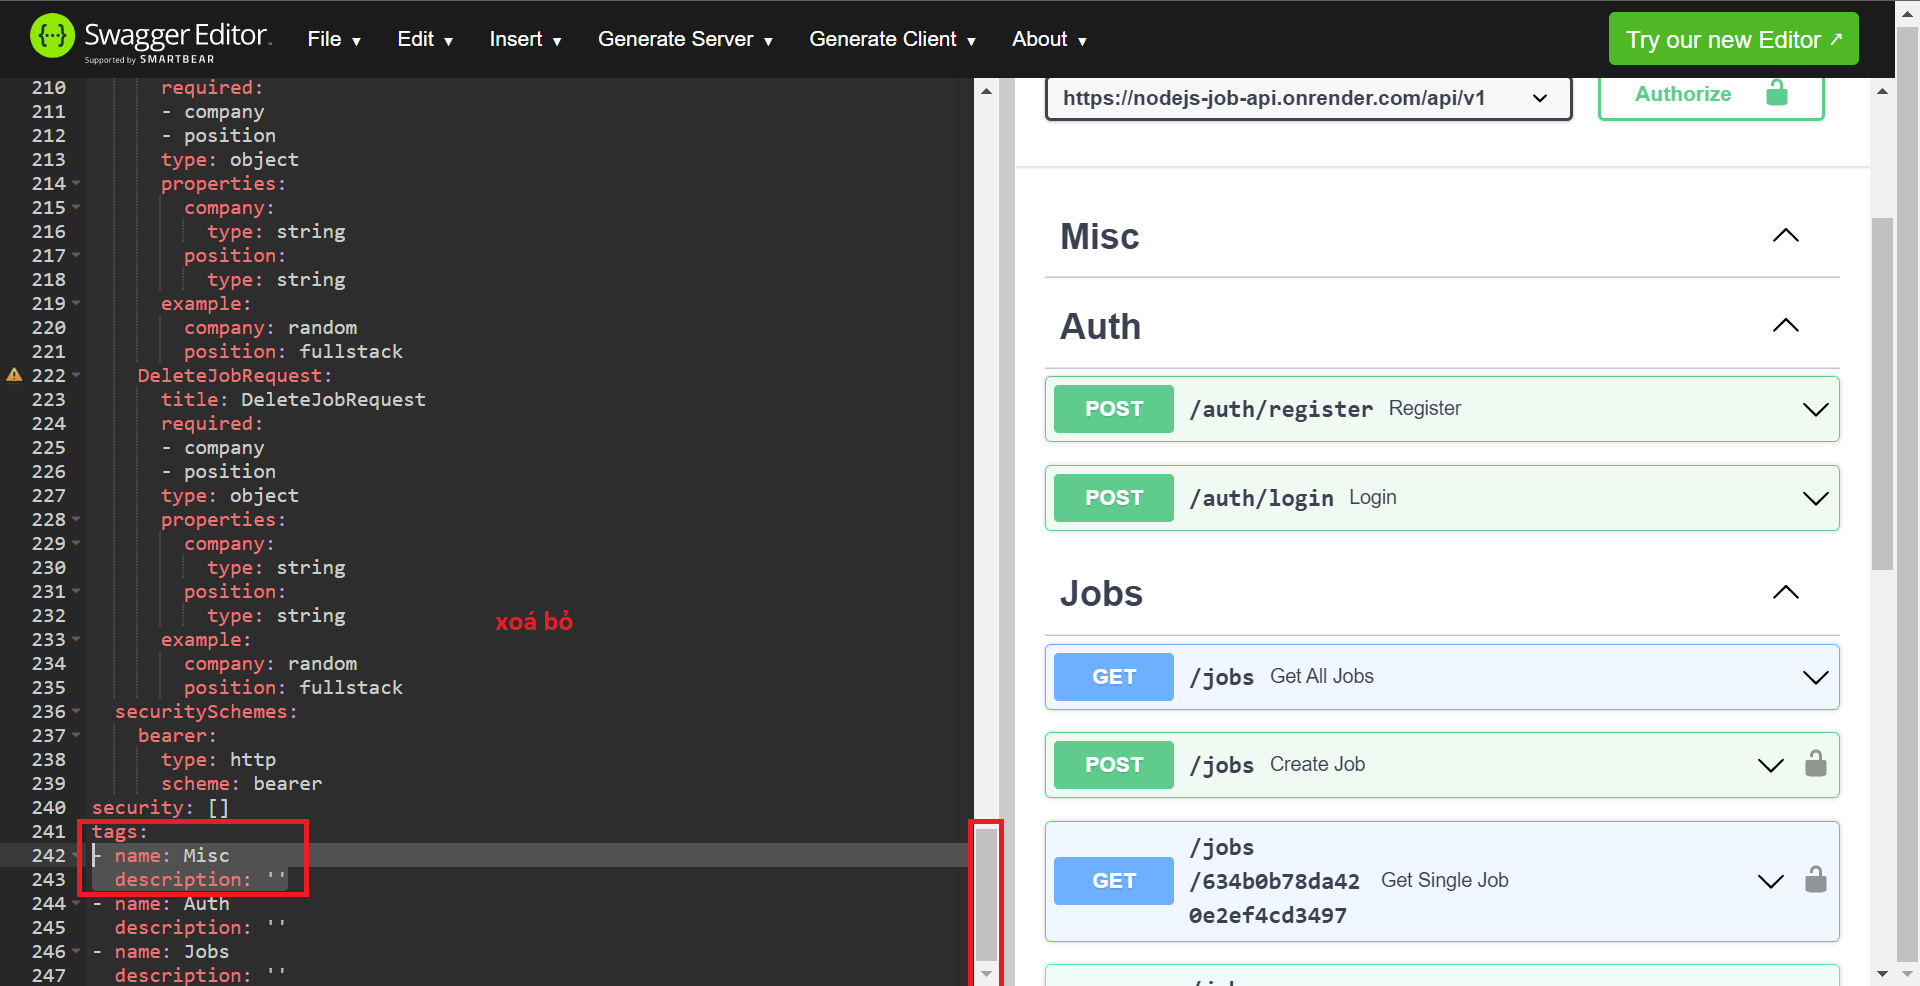 Swagger Editor
Supported by SMARTBEAR
File
Edit
Insert
Generate Server
Generate Client
About
Try our new Editor
210 required:
211 - company
212 - position
213 type: object
214 properties:
215 company:
216 type: string
217 position:
218 type: string
219 example:
220 company: random
221 position: fullstack
222 DeleteJobRequest:
223 title: DeleteJobRequest
224 required:
225 - company
226 - position
227 type: object
228 properties:
229 company:
230 type: string
231 position:
232 type: string
xoá bỏ
233 example:
234 company: random
235 position: fullstack
236 securitySchemes:
237 bearer:
238 type: http
239 scheme: bearer
240 security: []
241 tags:
242 - name: Misc
243 description: ''
244 - name: Auth
245 description: ''
246 - name: Jobs
247 description: ''
https://nodejs-job-api.onrender.com/api/v1
Authorize
Misc
Auth
POST /auth/register Register
POST /auth/login Login
Jobs
GET /jobs Get All Jobs
POST /jobs Create Job
GET /jobs
/634b0b78da42
0e2ef4cd3497
Get Single Job